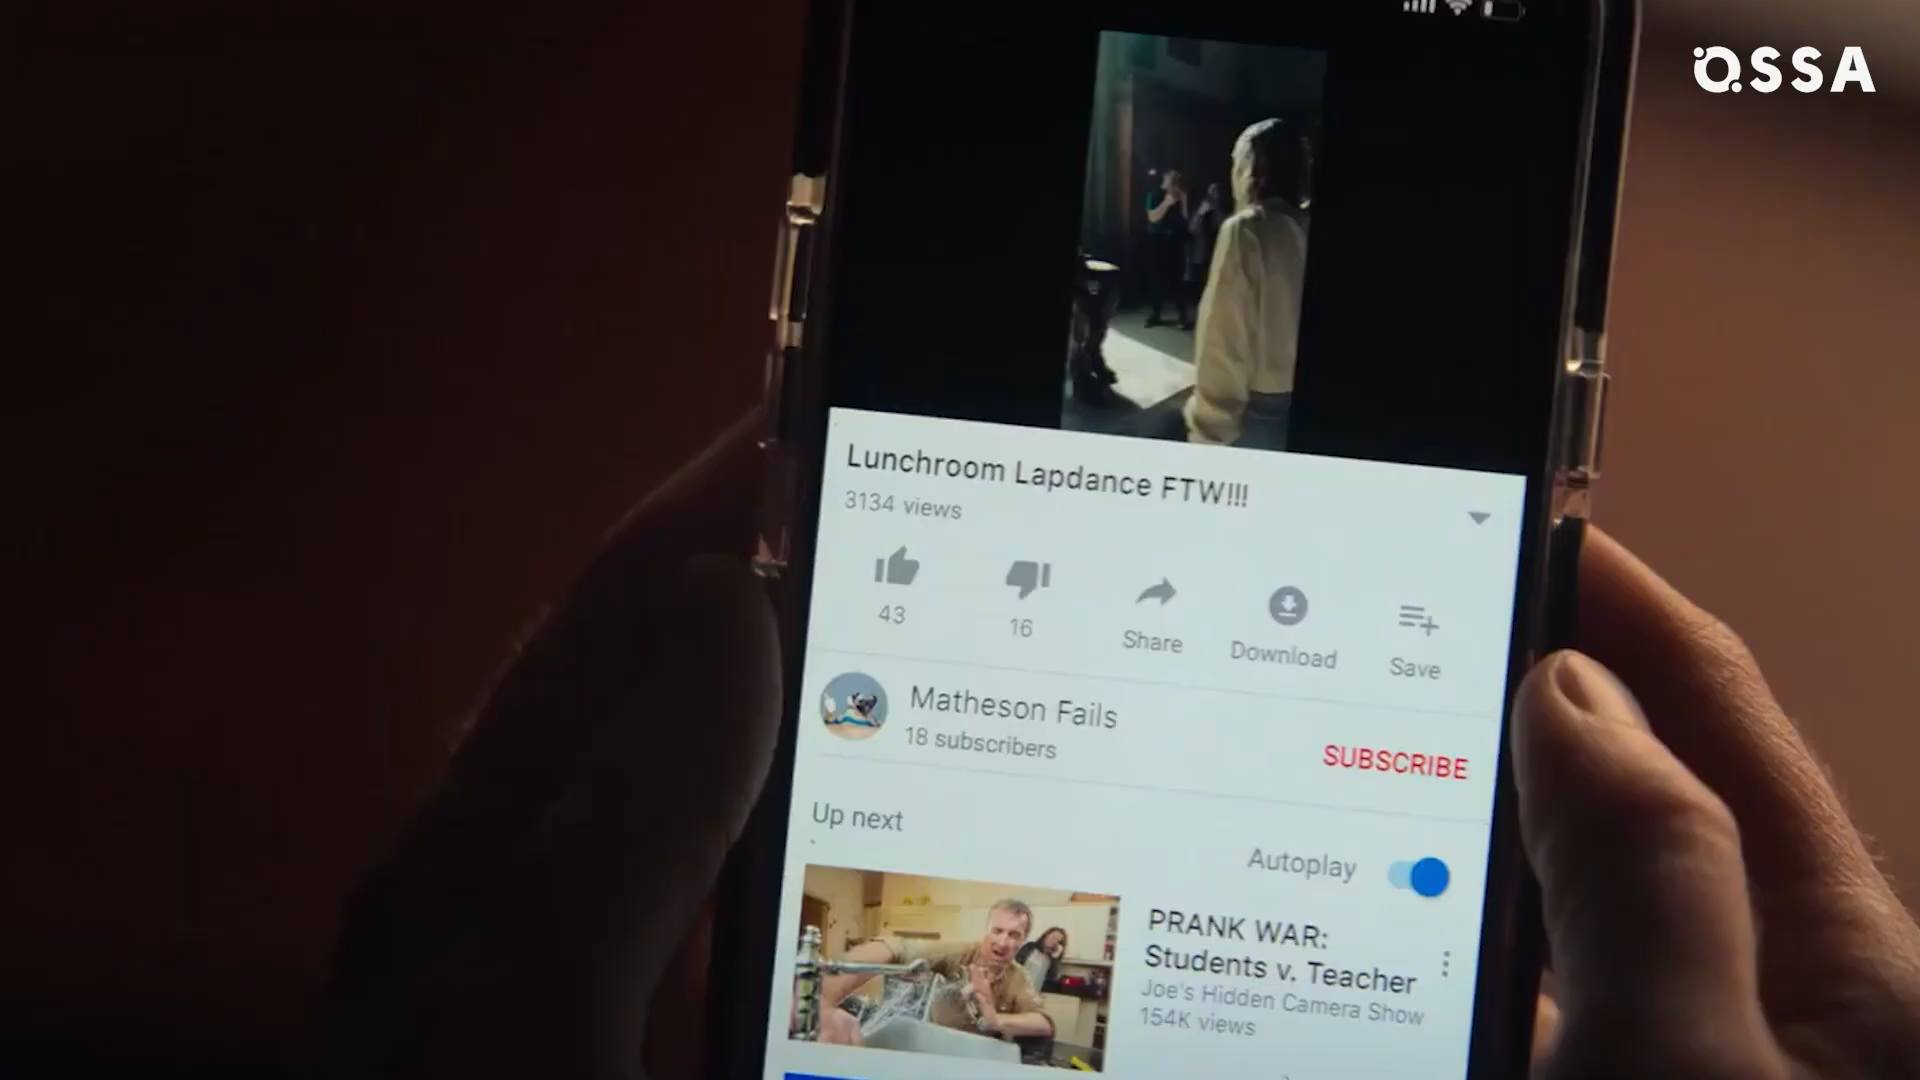 QSSA
Lunchroom Lapdance FTW!!!
3134 views
43
16
Share
Download
Save
Matheson Fails
18 subscribers
SUBSCRIBE
Up next
Autoplay
PRANK WAR:
Students v. Teacher
Joe's Hidden Camera Show
154K views